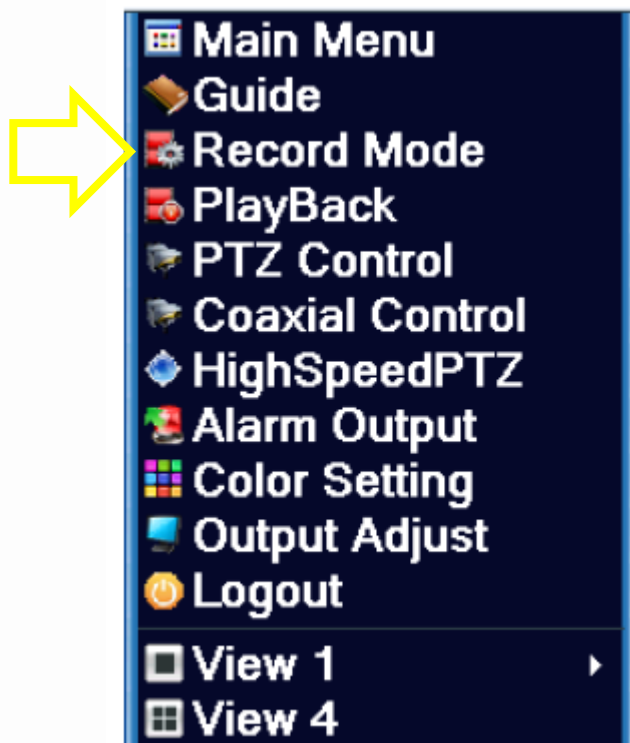 Main Menu
Guide
Record Mode
PlayBack
PTZ Control
Coaxial Control
HighSpeedPTZ
Alarm Output
Color Setting
Output Adjust
Logout
View 1
View 4